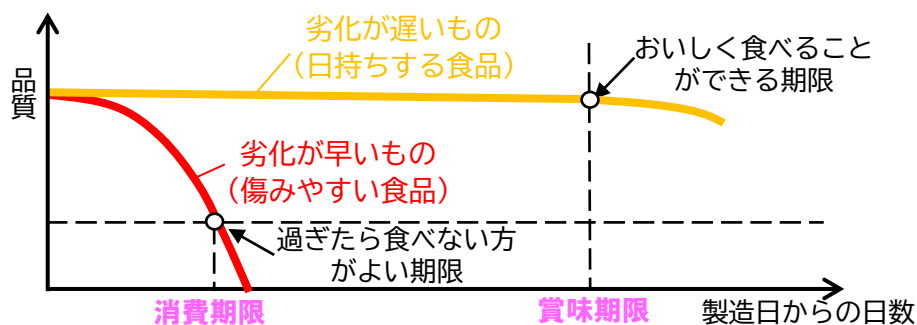 劣化が遅いもの
（日持ちする食品）
おいしく食べること
ができる期限
品質
劣化が早いもの
（傷みやすい食品）
過ぎたら食べない方
がよい期限
消費期限
賞味期限
製造日からの日数